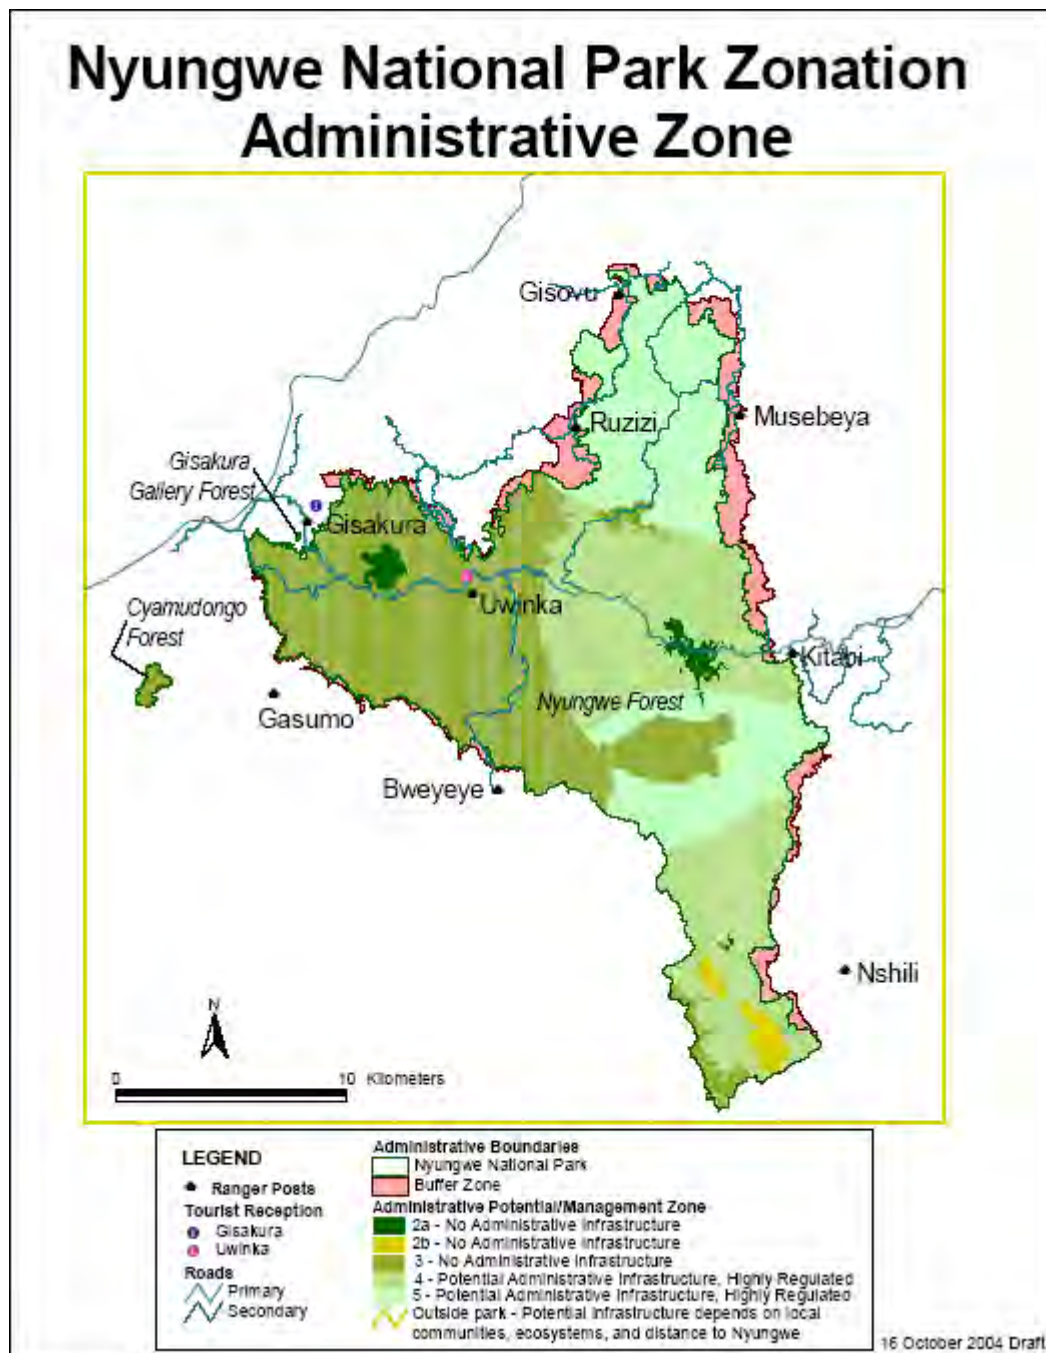 Nyungwe National Park Zonation
Administrative Zone
Gisovu
Ruzizi
Musebeya
Gisakura
Gallery Forest
Gisakura
Uwinka
Cyamudongo
Forest
Kitabi
Nyungwe Forest
Gasumo
Bweyeye
Nshili
N
0 10 Kilometers
LEGEND
Ranger Posts
Tourist Reception
Gisakura
Uwinka
Roads
Primary
Secondary
Administrative Boundaries
Nyungwe National Park
Buffer Zone
Administrative Potential/Management Zone
2a - No Administrative Infrastructure
2b - No Administrative Infrastructure
3 - No Administrative Infrastructure
4 - Potential Administrative Infrastructure, Highly Regulated
5 - Potential Administrative Infrastructure, Highly Regulated
Outside park - Potential Infrastructure depends on local
communities, ecosystems, and distance to Nyungwe
16 October 2004 Draft